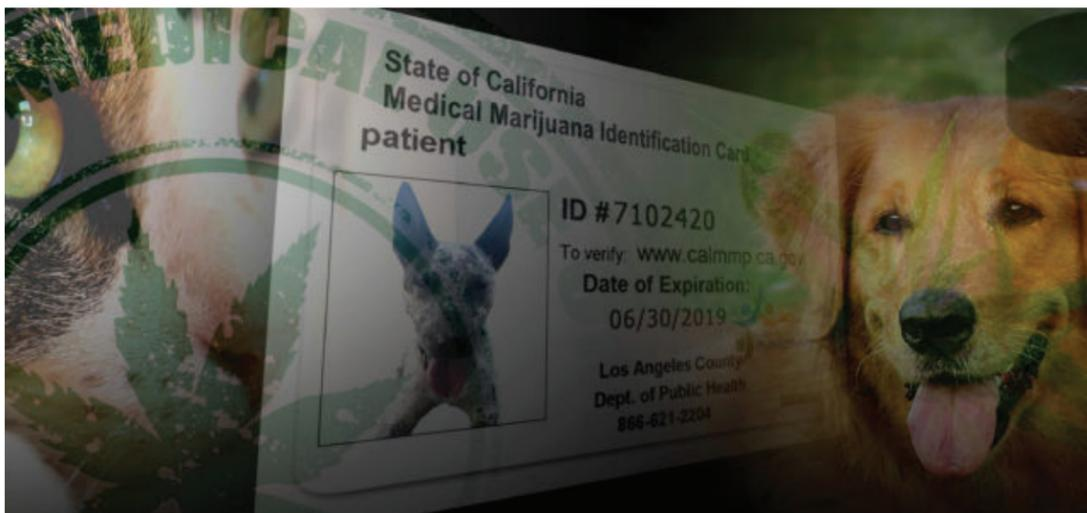 MEDICA
State of California
Medical Marijuana Identification Card
patient
ID #7102420
To verify: www.calmmp.ca.gov
Date of Expiration:
06/30/2019
Los Angeles County
Dept. of Public Health
866-621-2204